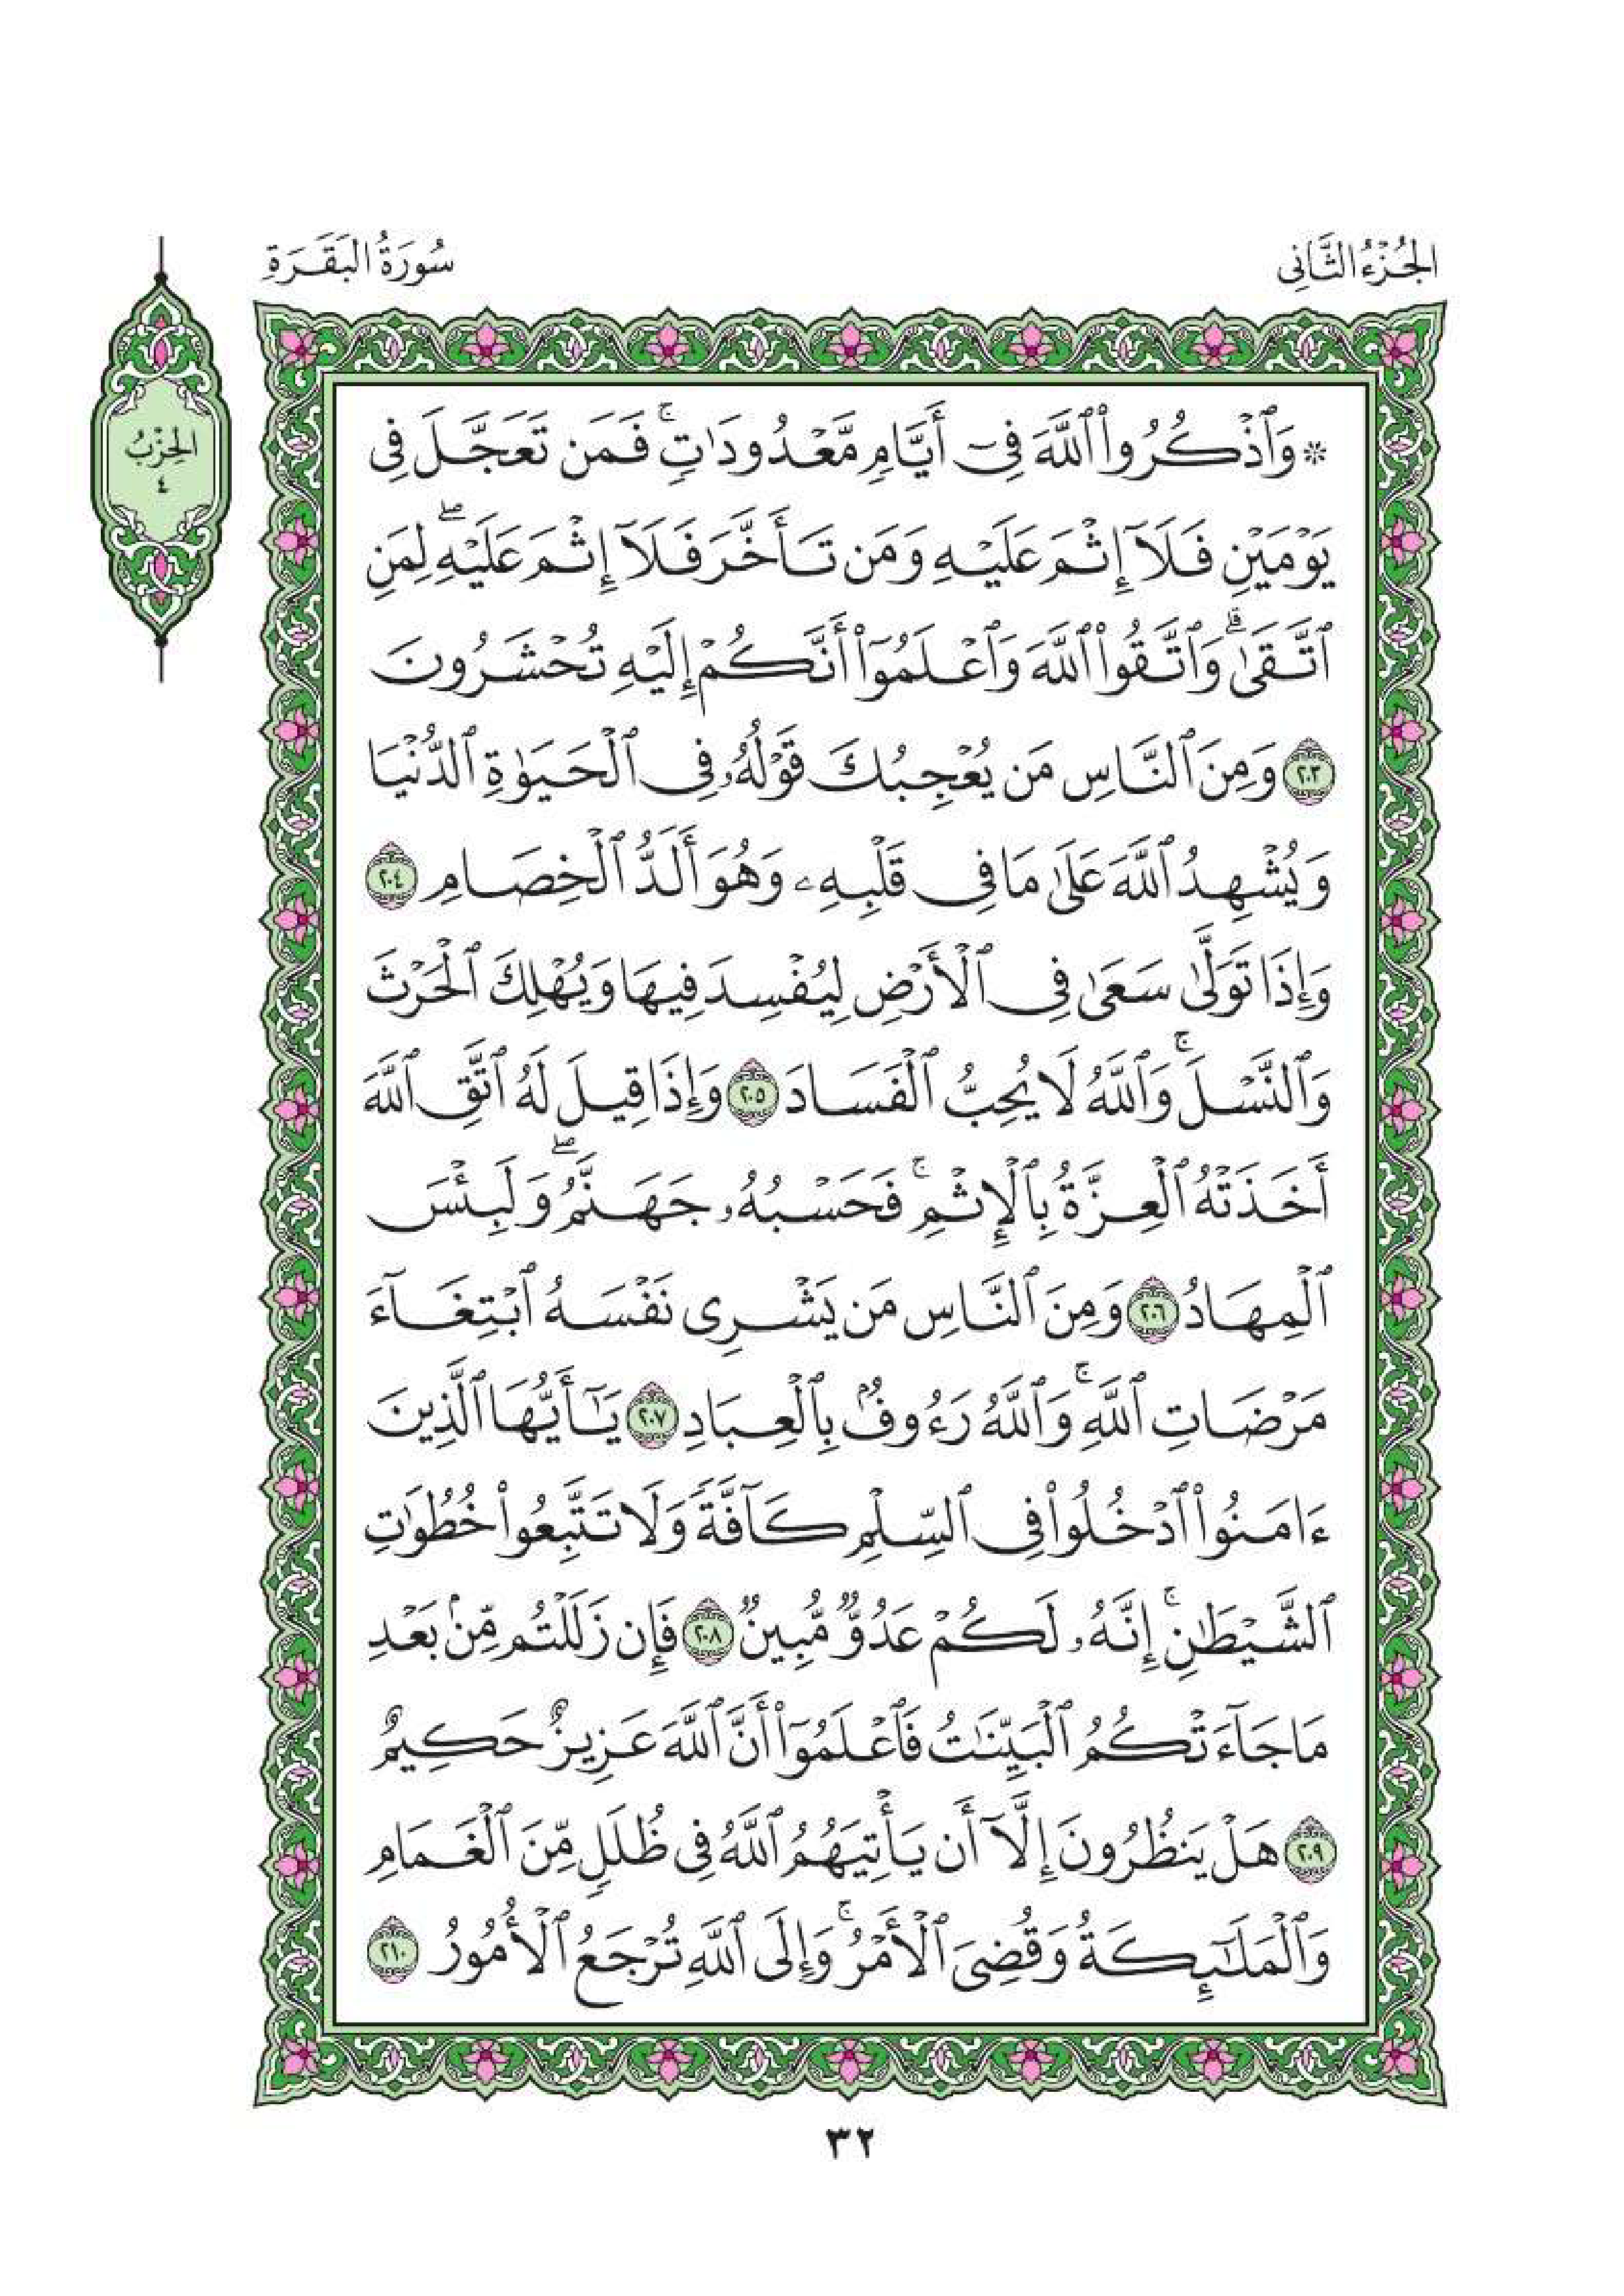 الجُزْءُ الثَّانِي
سُورَةُ البَقَرَةِ
الحِزْبُ
٤
۞ وَٱذْكُرُوا۟ ٱللَّهَ فِىٓ أَيَّامٍ مَّعْدُودَٰتٍ ۚ فَمَن تَعَجَّلَ فِى
يَوْمَيْنِ فَلَآ إِثْمَ عَلَيْهِ وَمَن تَأَخَّرَ فَلَآ إِثْمَ عَلَيْهِ ۖ لِمَنِ
ٱتَّقَىٰ ۗ وَٱتَّقُوا۟ ٱللَّهَ وَٱعْلَمُوٓا۟ أَنَّكُمْ إِلَيْهِ تُحْشَرُونَ
٢٠٣ وَمِنَ ٱلنَّاسِ مَن يُعْجِبُكَ قَوْلُهُۥ فِى ٱلْحَيَوٰةِ ٱلدُّنْيَا
وَيُشْهِدُ ٱللَّهَ عَلَىٰ مَا فِى قَلْبِهِۦ وَهُوَ أَلَدُّ ٱلْخِصَامِ ٢٠٤
وَإِذَا تَوَلَّىٰ سَعَىٰ فِى ٱلْأَرْضِ لِيُفْسِدَ فِيهَا وَيُهْلِكَ ٱلْحَرْثَ
وَٱلنَّسْلَ ۚ وَٱللَّهُ لَا يُحِبُّ ٱلْفَسَادَ ٢٠٥ وَإِذَا قِيلَ لَهُ ٱتَّقِ ٱللَّهَ
أَخَذَتْهُ ٱلْعِزَّةُ بِٱلْإِثْمِ ۚ فَحَسْبُهُۥ جَهَنَّمُ ۖ وَلَبِئْسَ
ٱلْمِهَادُ ٢٠٦ وَمِنَ ٱلنَّاسِ مَن يَشْرِى نَفْسَهُ ٱبْتِغَآءَ
مَرْضَاتِ ٱللَّهِ ۚ وَٱللَّهُ رَءُوفٌۢ بِٱلْعِبَادِ ٢٠٧ يَٰٓأَيُّهَا ٱلَّذِينَ
ءَامَنُوا۟ ٱدْخُلُوا۟ فِى ٱلسِّلْمِ كَآفَّةً وَلَا تَتَّبِعُوا۟ خُطُوَٰتِ
ٱلشَّيْطَٰنِ ۚ إِنَّهُۥ لَكُمْ عَدُوٌّ مُّبِينٌ ٢٠٨ فَإِن زَلَلْتُم مِّنۢ بَعْدِ
مَا جَآءَتْكُمُ ٱلْبَيِّنَٰتُ فَٱعْلَمُوٓا۟ أَنَّ ٱللَّهَ عَزِيزٌ حَكِيمٌ
٢٠٩ هَلْ يَنظُرُونَ إِلَّآ أَن يَأْتِيَهُمُ ٱللَّهُ فِى ظُلَلٍ مِّنَ ٱلْغَمَامِ
وَٱلْمَلَٰٓئِكَةُ وَقُضِىَ ٱلْأَمْرُ ۚ وَإِلَى ٱللَّهِ تُرْجَعُ ٱلْأُمُورُ ٢١٠
٣٢